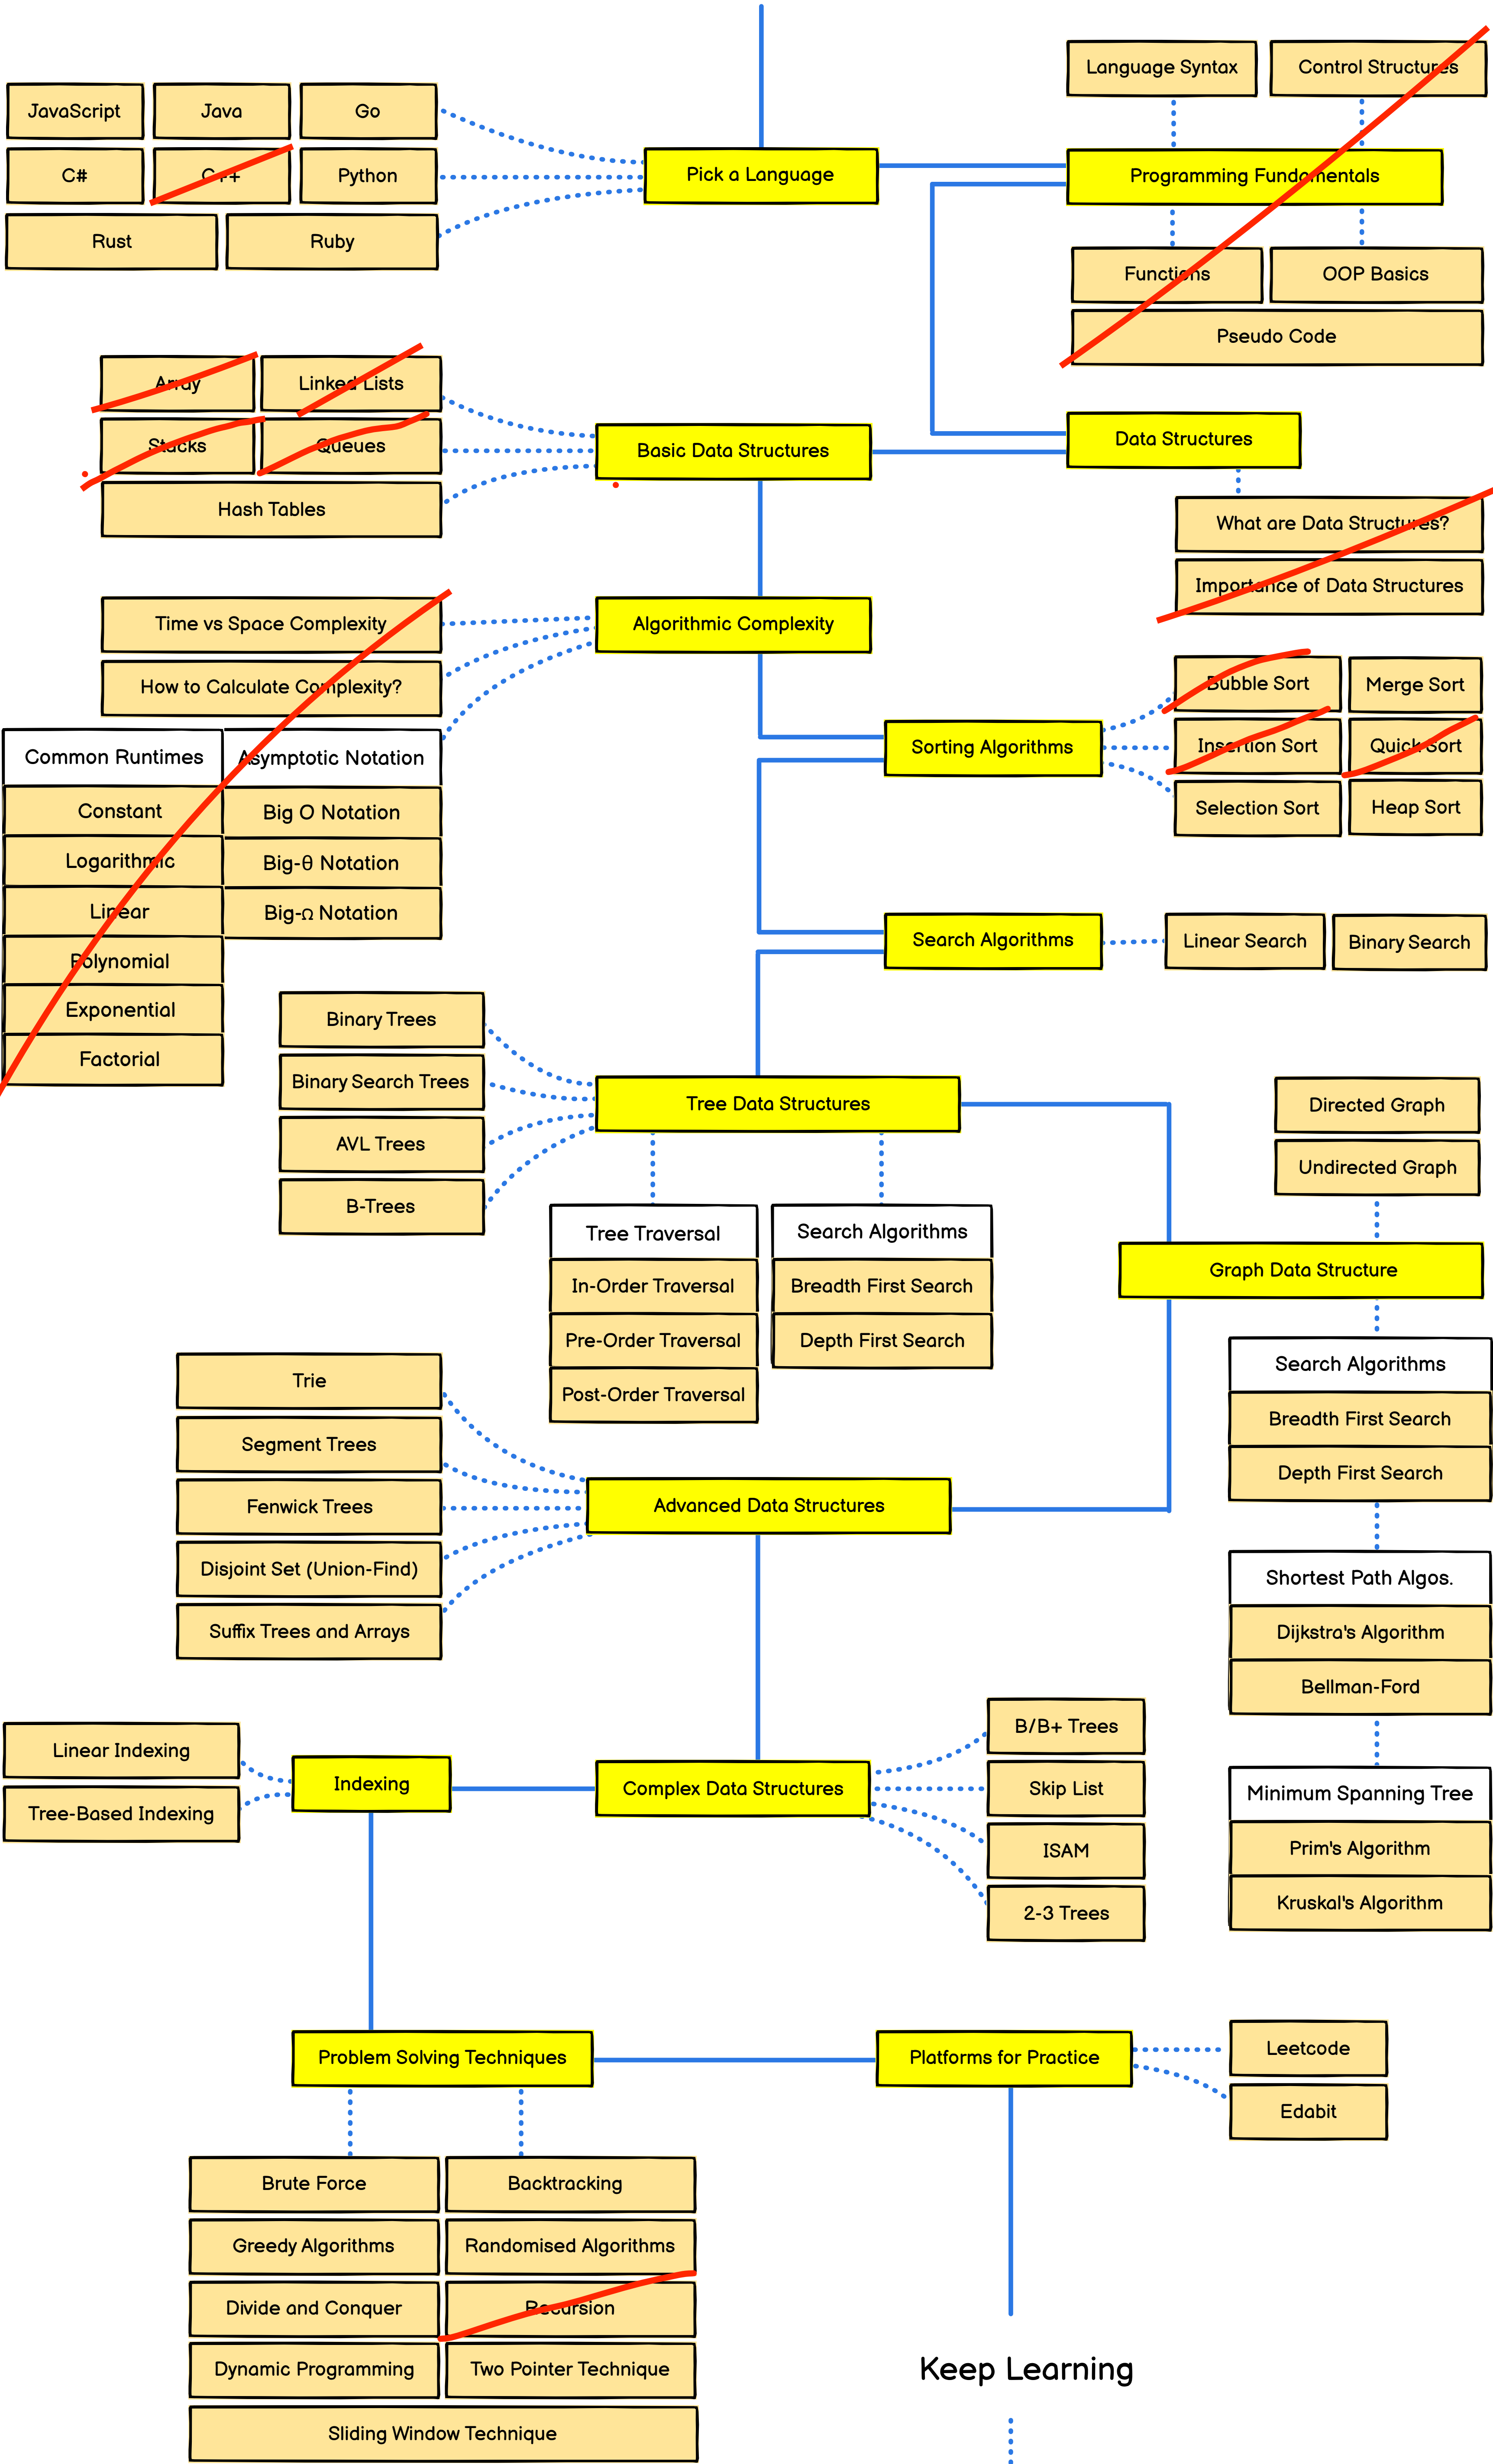 Language Syntax
Control Structures
JavaScript
Java
Go
C#
C++
Python
Rust
Ruby
Pick a Language
Programming Fundamentals
Functions
OOP Basics
Pseudo Code
Array
Linked Lists
Stacks
Queues
Hash Tables
Basic Data Structures
Data Structures
What are Data Structures?
Importance of Data Structures
Time vs Space Complexity
How to Calculate Complexity?
Algorithmic Complexity
Common Runtimes
Constant
Logarithmic
Linear
Polynomial
Exponential
Factorial
Asymptotic Notation
Big O Notation
Big-θ Notation
Big-Ω Notation
Sorting Algorithms
Bubble Sort
Merge Sort
Insertion Sort
Quick Sort
Selection Sort
Heap Sort
Search Algorithms
Linear Search
Binary Search
Binary Trees
Binary Search Trees
AVL Trees
B-Trees
Tree Data Structures
Tree Traversal
In-Order Traversal
Pre-Order Traversal
Post-Order Traversal
Search Algorithms
Breadth First Search
Depth First Search
Directed Graph
Undirected Graph
Graph Data Structure
Search Algorithms
Breadth First Search
Depth First Search
Shortest Path Algos.
Dijkstra's Algorithm
Bellman-Ford
Minimum Spanning Tree
Prim's Algorithm
Kruskal's Algorithm
Trie
Segment Trees
Fenwick Trees
Disjoint Set (Union-Find)
Suffix Trees and Arrays
Advanced Data Structures
Linear Indexing
Tree-Based Indexing
Indexing
Complex Data Structures
B/B+ Trees
Skip List
ISAM
2-3 Trees
Problem Solving Techniques
Platforms for Practice
Leetcode
Edabit
Brute Force
Backtracking
Greedy Algorithms
Randomised Algorithms
Divide and Conquer
Recursion
Dynamic Programming
Two Pointer Technique
Sliding Window Technique
Keep Learning